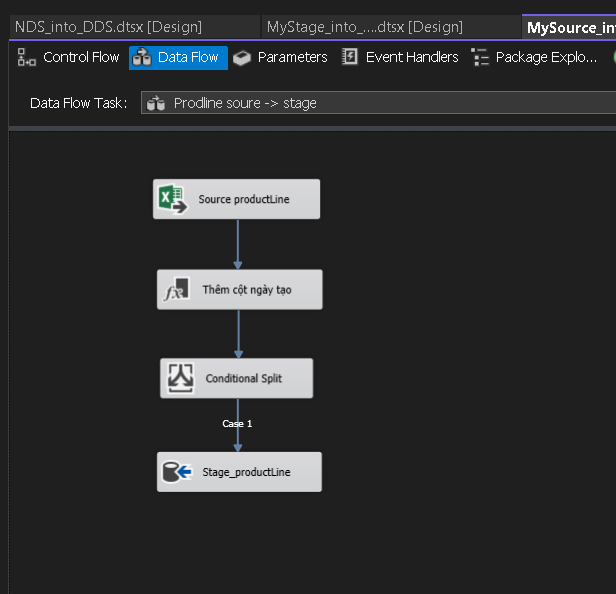 NDS_into_DDS.dtsx [Design] MyStage_into_....dtsx [Design] MySource_in
Control Flow Data Flow Parameters Event Handlers Package Explo...
Data Flow Task: Prodline soure -> stage
Source productLine
Thêm cột ngày tạo
Conditional Split
Case 1
Stage_productLine